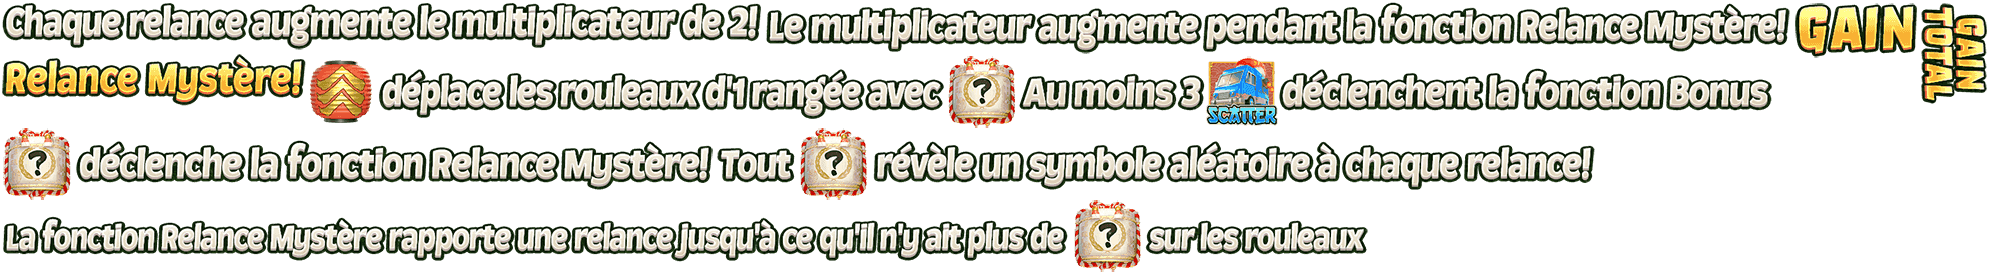 Chaque relance augmente le multiplicateur de 2!
Le multiplicateur augmente pendant la fonction Relance Mystère!
GAIN
GAIN
TOTAL
Relance Mystère!
déplace les rouleaux d'1 rangée avec ?
Au moins 3 SCATTER déclenchent la fonction Bonus
? déclenche la fonction Relance Mystère!
Tout ? révèle un symbole aléatoire à chaque relance!
La fonction Relance Mystère rapporte une relance jusqu'à ce qu'il n'y ait plus de ? sur les rouleaux